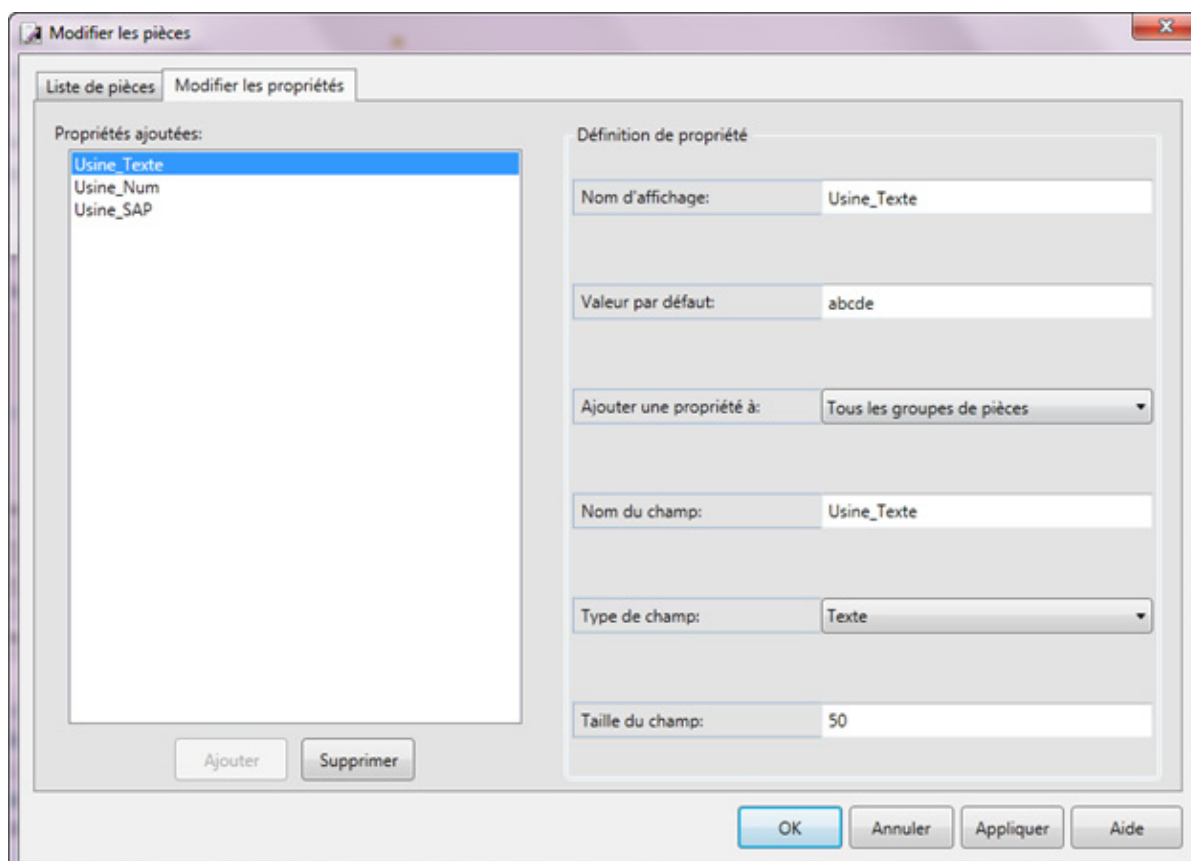 Modifier les pièces
Liste de pièces Modifier les propriétés
Propriétés ajoutées:
Usine_Texte
Usine_Num
Usine_SAP
Ajouter Supprimer
Définition de propriété
Nom d'affichage: Usine_Texte
Valeur par défaut: abcde
Ajouter une propriété à: Tous les groupes de pièces
Nom du champ: Usine_Texte
Type de champ: Texte
Taille du champ: 50
OK Annuler Appliquer Aide